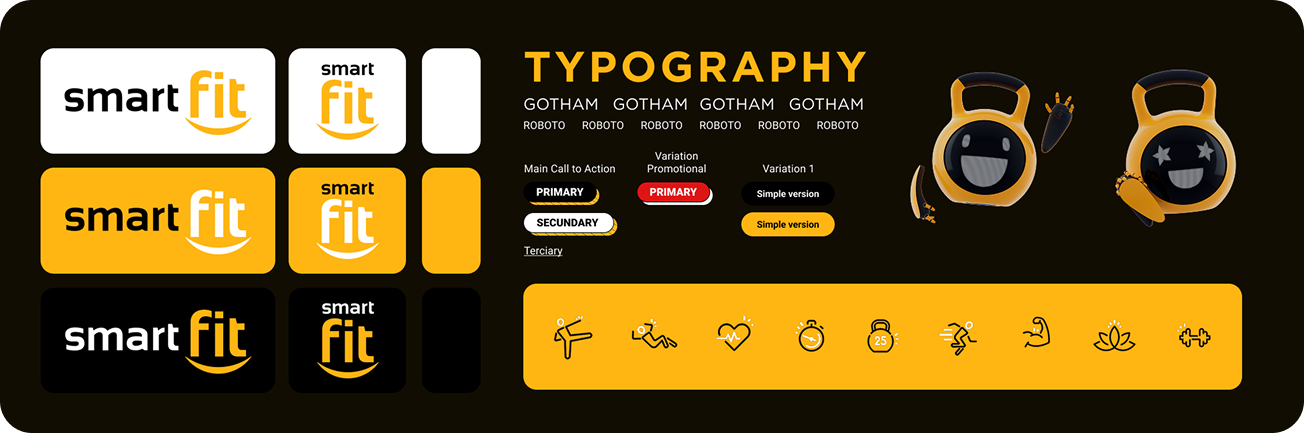 smart fit
smart
fit
smart fit
smart
fit
smart fit
smart
fit
TYPOGRAPHY
GOTHAM GOTHAM GOTHAM GOTHAM
ROBOTO ROBOTO ROBOTO ROBOTO ROBOTO ROBOTO
Main Call to Action
PRIMARY
SECUNDARY
Terciary
Variation
Promotional
PRIMARY
Variation 1
Simple version
Simple version
25